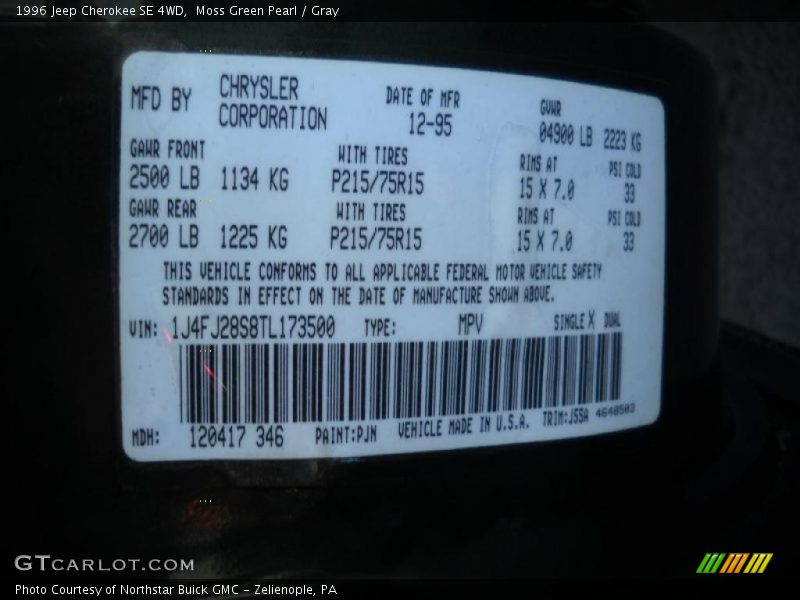 1996 Jeep Cherokee SE 4WD,  Moss Green Pearl / Gray
MFD BY CHRYSLER CORPORATION DATE OF MFR 12-95 GVWR 04900 LB 2223 KG
GAWR FRONT WITH TIRES RIMS AT PSI COLD
2500 LB 1134 KG P215/75R15 15 X 7.0 33
GAWR REAR WITH TIRES RIMS AT PSI COLD
2700 LB 1225 KG P215/75R15 15 X 7.0 33
THIS VEHICLE CONFORMS TO ALL APPLICABLE FEDERAL MOTOR VEHICLE SAFETY
STANDARDS IN EFFECT ON THE DATE OF MANUFACTURE SHOWN ABOVE.
VIN: 1J4FJ28S8TL173500 TYPE: MPV SINGLE X DUAL
MDH: 120417 346 PAINT:PJN VEHICLE MADE IN U.S.A. TRIM:J5SA 4648503
GTCARLOT.COM
Photo Courtesy of Northstar Buick GMC - Zelienople, PA